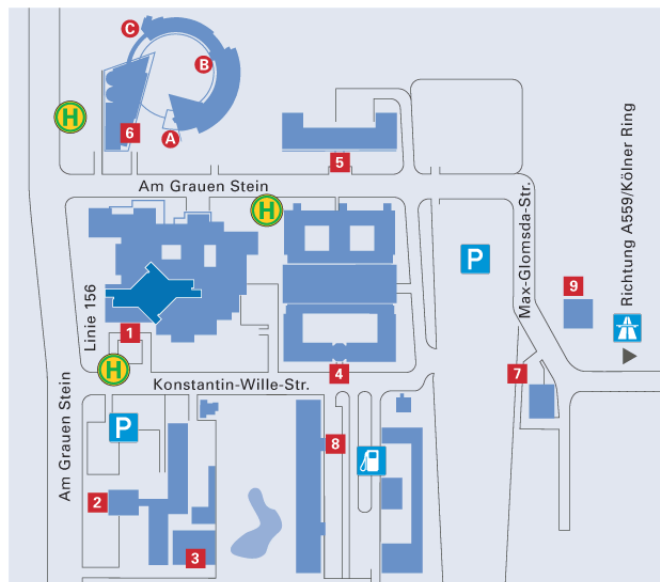 C
B
H
6
A
5
Am Grauen Stein
H
Linie 156
P
Max-Glomsda-Str.
9
Richtung A559/Kölner Ring
1
H
4
7
Konstantin-Wille-Str.
Am Grauen Stein
P
8
2
3